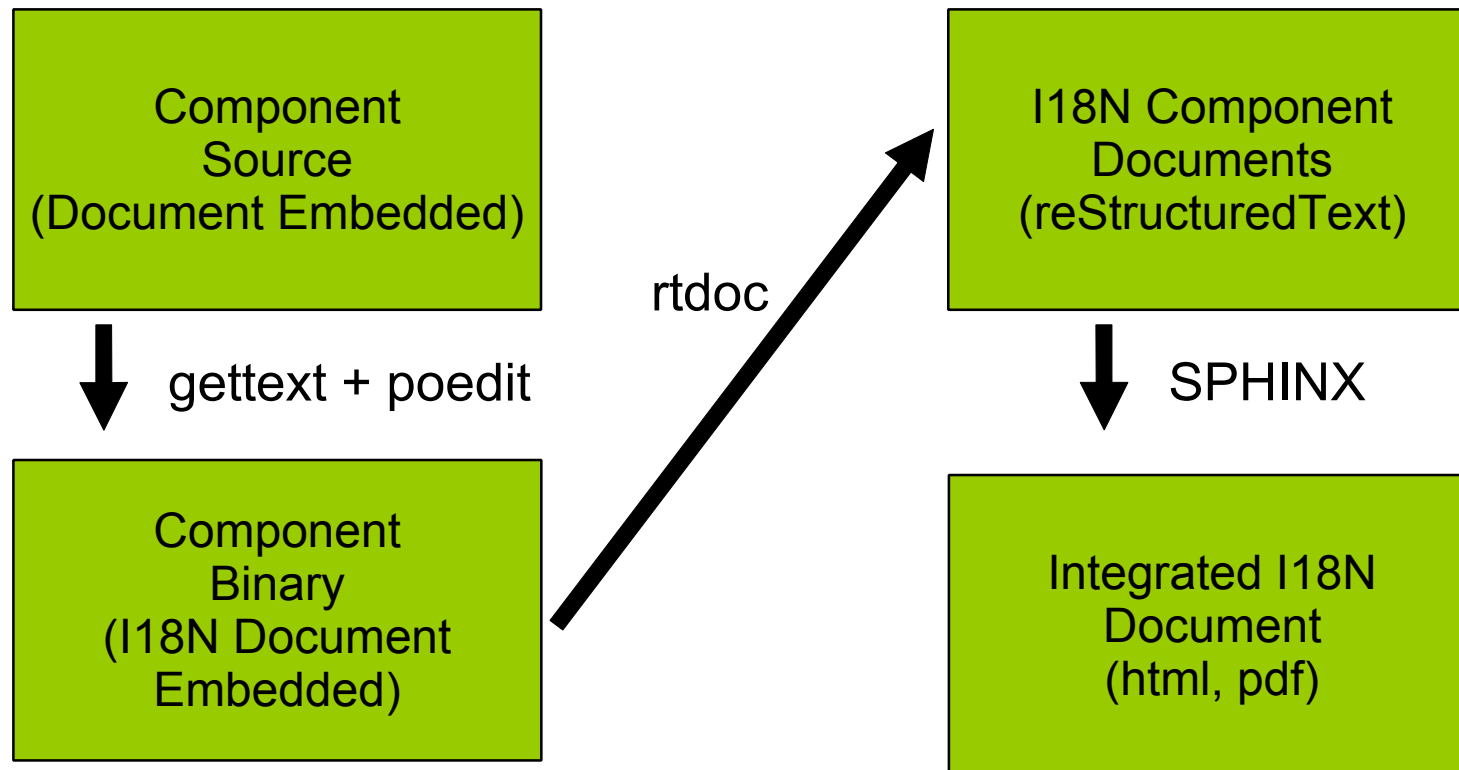 Component
Source
(Document Embedded)
gettext + poedit
Component
Binary
(I18N Document
Embedded)
rtdoc
I18N Component
Documents
(reStructuredText)
SPHINX
Integrated I18N
Document
(html, pdf)